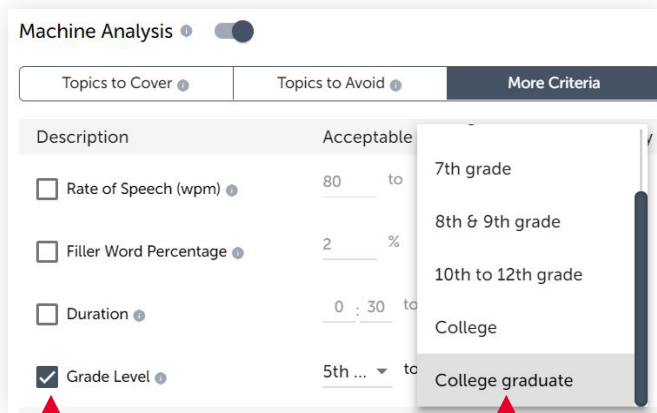 Machine Analysis
Topics to Cover
Topics to Avoid
More Criteria
Description
Acceptable
Rate of Speech (wpm)
80 to
7th grade
8th & 9th grade
Filler Word Percentage
2 %
10th to 12th grade
Duration
0 : 30 to
College
Grade Level
5th ... to
College graduate